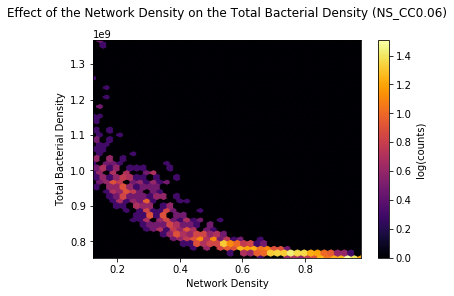 Effect of the Network Density on the Total Bacterial Density (NS_CC0.06)
1e9
1.3
1.2
1.1
1.0
0.9
0.8
Total Bacterial Density
0.2 0.4 0.6 0.8
Network Density
1.4
1.2
1.0
0.8
0.6
0.4
0.2
0.0
log(counts)